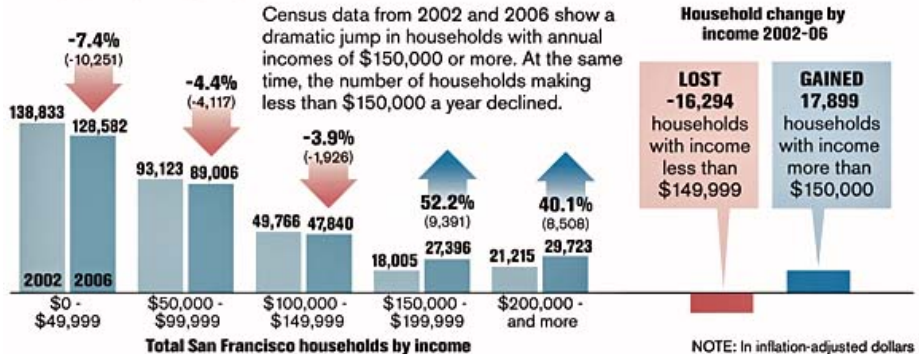 Census data from 2002 and 2006 show a
dramatic jump in households with annual
incomes of $150,000 or more. At the same
time, the number of households making
less than $150,000 a year declined.
-7.4%
(-10,251)
138,833
128,582
2002
2006
$0 -
$49,999
-4.4%
(-4,117)
93,123
89,006
$50,000 -
$99,999
-3.9%
(-1,926)
49,766
47,840
$100,000 -
$149,999
52.2%
(9,391)
18,005
27,396
$150,000 -
$199,999
40.1%
(8,508)
21,215
29,723
$200,000 -
and more
Total San Francisco households by income
Household change by
income 2002-06
LOST
-16,294
households
with income
less than
$149,999
GAINED
17,899
households
with income
more than
$150,000
NOTE: In inflation-adjusted dollars